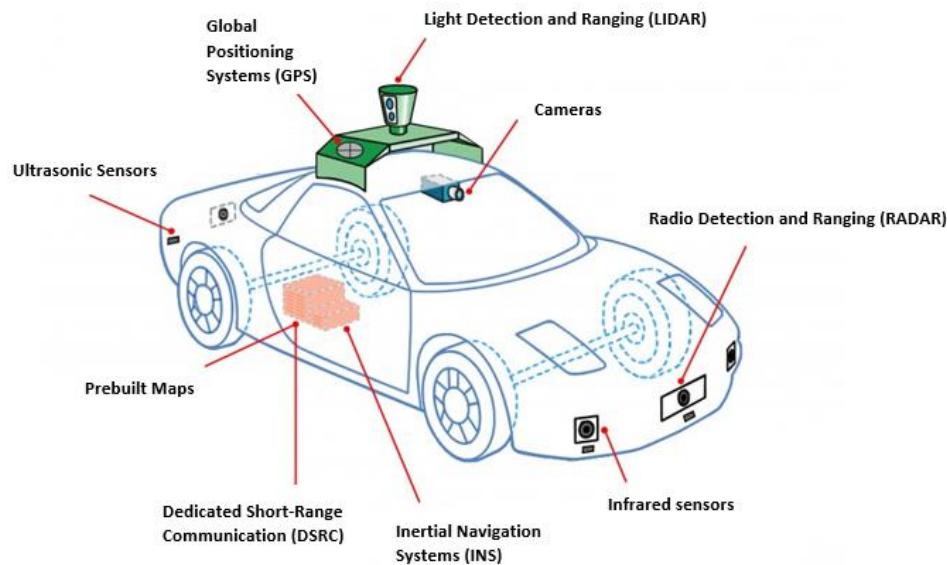 Light Detection and Ranging (LIDAR)
Global
Positioning
Systems (GPS)
Cameras
Ultrasonic Sensors
Radio Detection and Ranging (RADAR)
Prebuilt Maps
Infrared sensors
Dedicated Short-Range
Communication (DSRC)
Inertial Navigation
Systems (INS)